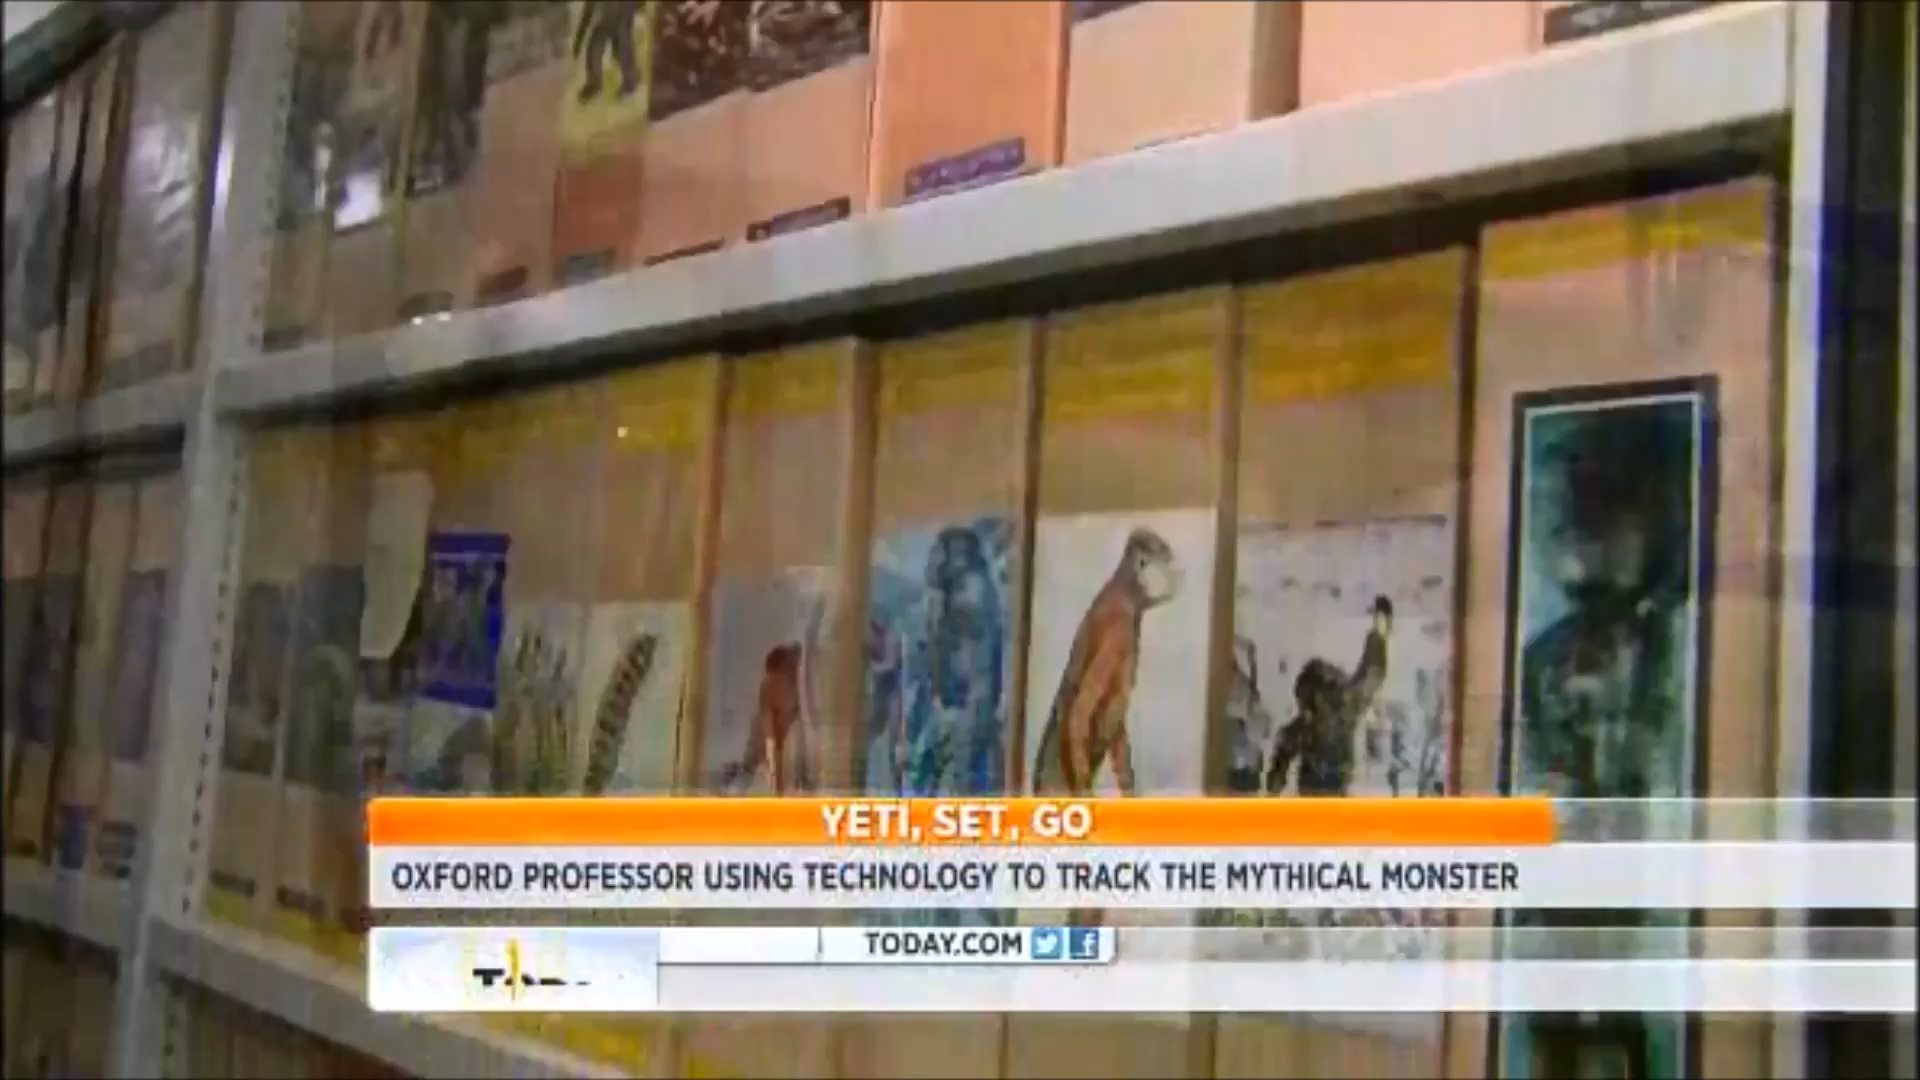 YETI, SET, GO
OXFORD PROFESSOR USING TECHNOLOGY TO TRACK THE MYTHICAL MONSTER
TODAY.COM